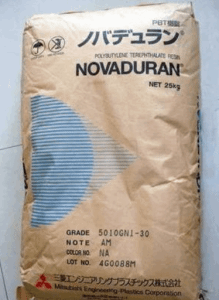 PBT樹脂
ノバデュラン®
POLYBUTYLENE TEREPHTHALATE RESIN
NOVADURAN®
NET 25kg
GRADE 5010GN1-30
NOTE AM
COLOR NO. NA
LOT NO. 4G0088M
三菱エンジニアリングプラスチックス株式会社
Mitsubishi Engineering-Plastics Corporation